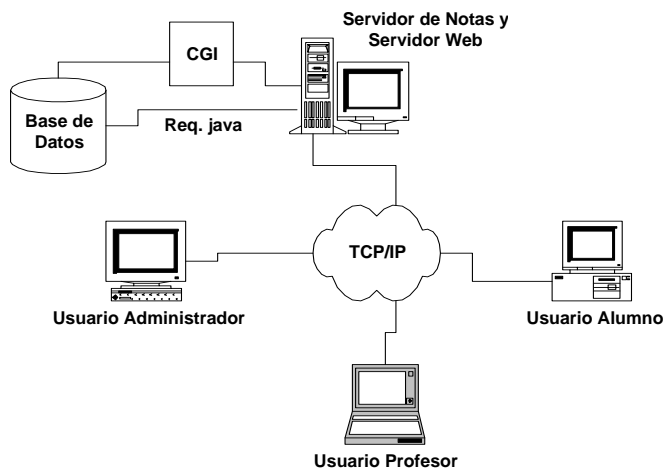 Servidor de Notas y
Servidor Web
CGI
Base de
Datos
Req. java
TCP/IP
Usuario Administrador
Usuario Alumno
Usuario Profesor